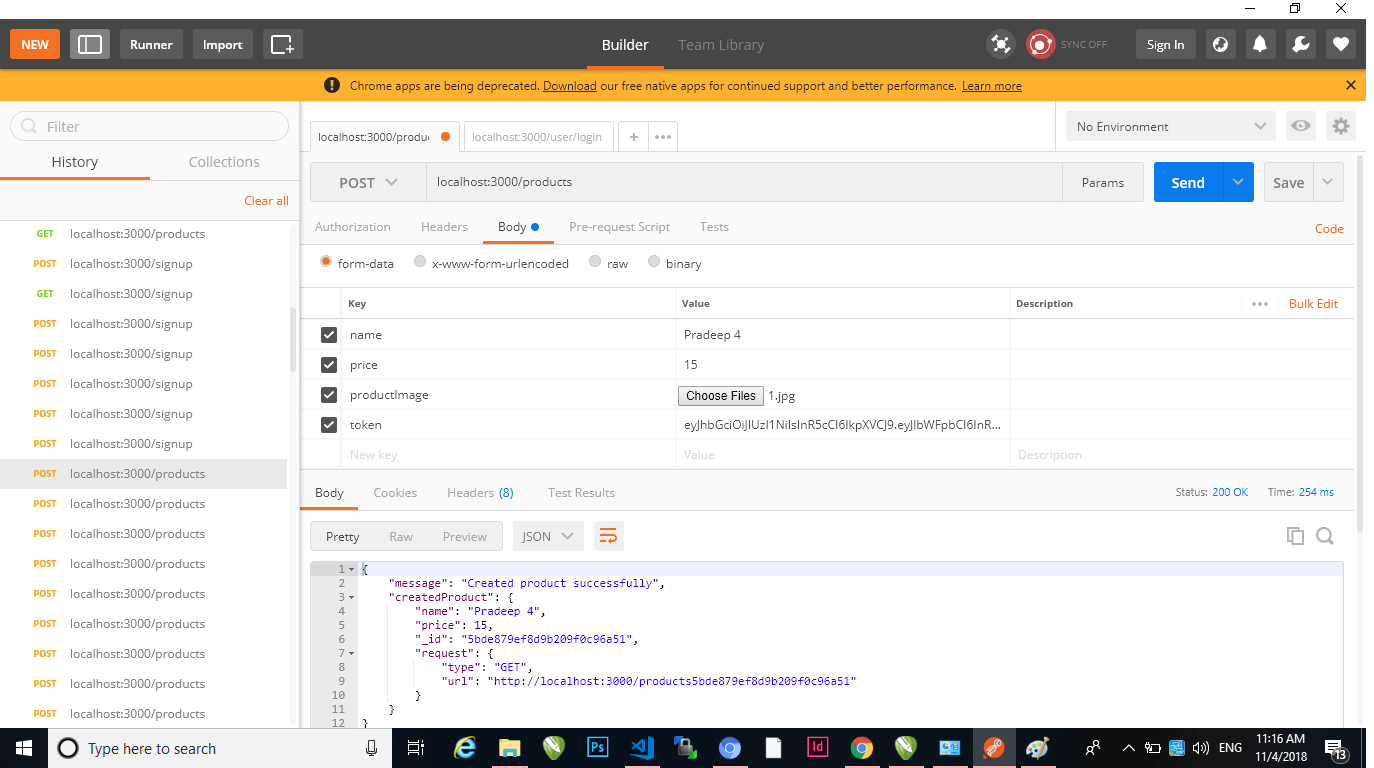 NEW Runner Import Builder Team Library SYNC OFF Sign In
Chrome apps are being deprecated. Download our free native apps for continued support and better performance. Learn more
Filter
History Collections
Clear all
GET localhost:3000/products
POST localhost:3000/signup
GET localhost:3000/signup
POST localhost:3000/signup
POST localhost:3000/signup
POST localhost:3000/signup
POST localhost:3000/signup
POST localhost:3000/signup
POST localhost:3000/products
POST localhost:3000/products
POST localhost:3000/products
POST localhost:3000/products
POST localhost:3000/products
POST localhost:3000/products
POST localhost:3000/products
POST localhost:3000/products
POST localhost:3000/products
localhost:3000/produc localhost:3000/user/login + ••• No Environment
POST localhost:3000/products Params Send Save
Authorization Headers Body Pre-request Script Tests Code
form-data x-www-form-urlencoded raw binary
Key Value Description ••• Bulk Edit
name Pradeep 4
price 15
productImage Choose Files 1.jpg
token eyJhbGciOiJIUzI1NiIsInR5cCI6IkpXVCJ9.eyJlbWFpbCI6InR...
New key Value Description
Body Cookies Headers (8) Test Results Status: 200 OK Time: 254 ms
Pretty Raw Preview JSON
1 {
2 "message": "Created product successfully",
3 "createdProduct": {
4 "name": "Pradeep 4",
5 "price": 15,
6 "_id": "5bde879ef8d9b209f0c96a51",
7 "request": {
8 "type": "GET",
9 "url": "http://localhost:3000/products5bde879ef8d9b209f0c96a51"
10 }
11 }
12 }
Type here to search Ps Id ENG 11:16 AM
11/4/2018 13